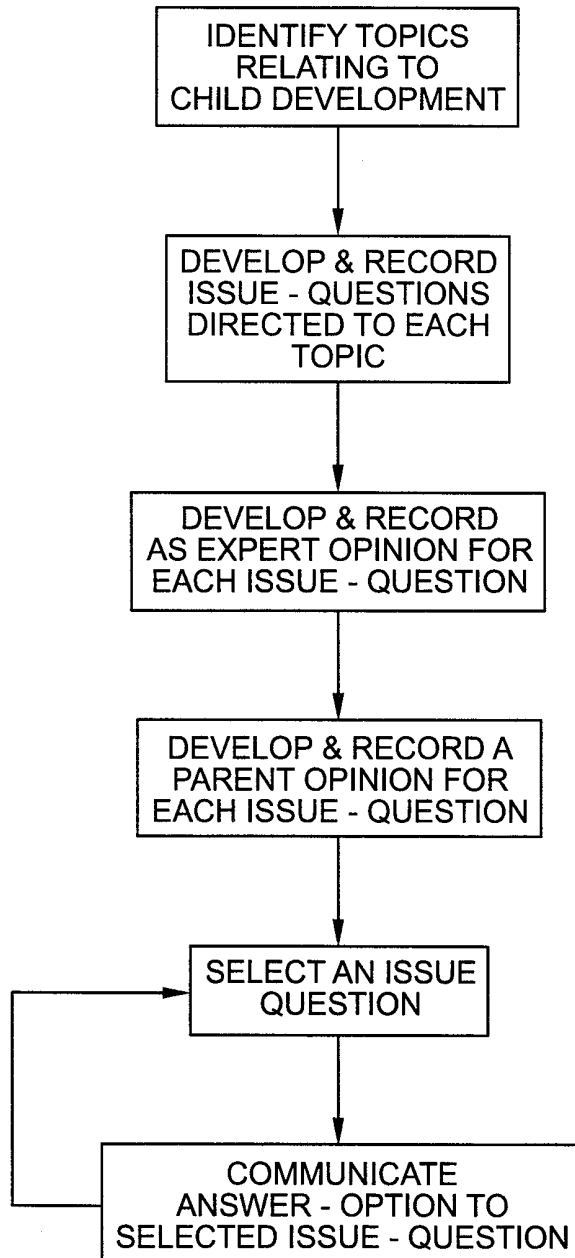 IDENTIFY TOPICS
RELATING TO
CHILD DEVELOPMENT
DEVELOP & RECORD
ISSUE - QUESTIONS
DIRECTED TO EACH
TOPIC
DEVELOP & RECORD
AS EXPERT OPINION FOR
EACH ISSUE - QUESTION
DEVELOP & RECORD A
PARENT OPINION FOR
EACH ISSUE - QUESTION
SELECT AN ISSUE
QUESTION
COMMUNICATE
ANSWER - OPTION TO
SELECTED ISSUE - QUESTION